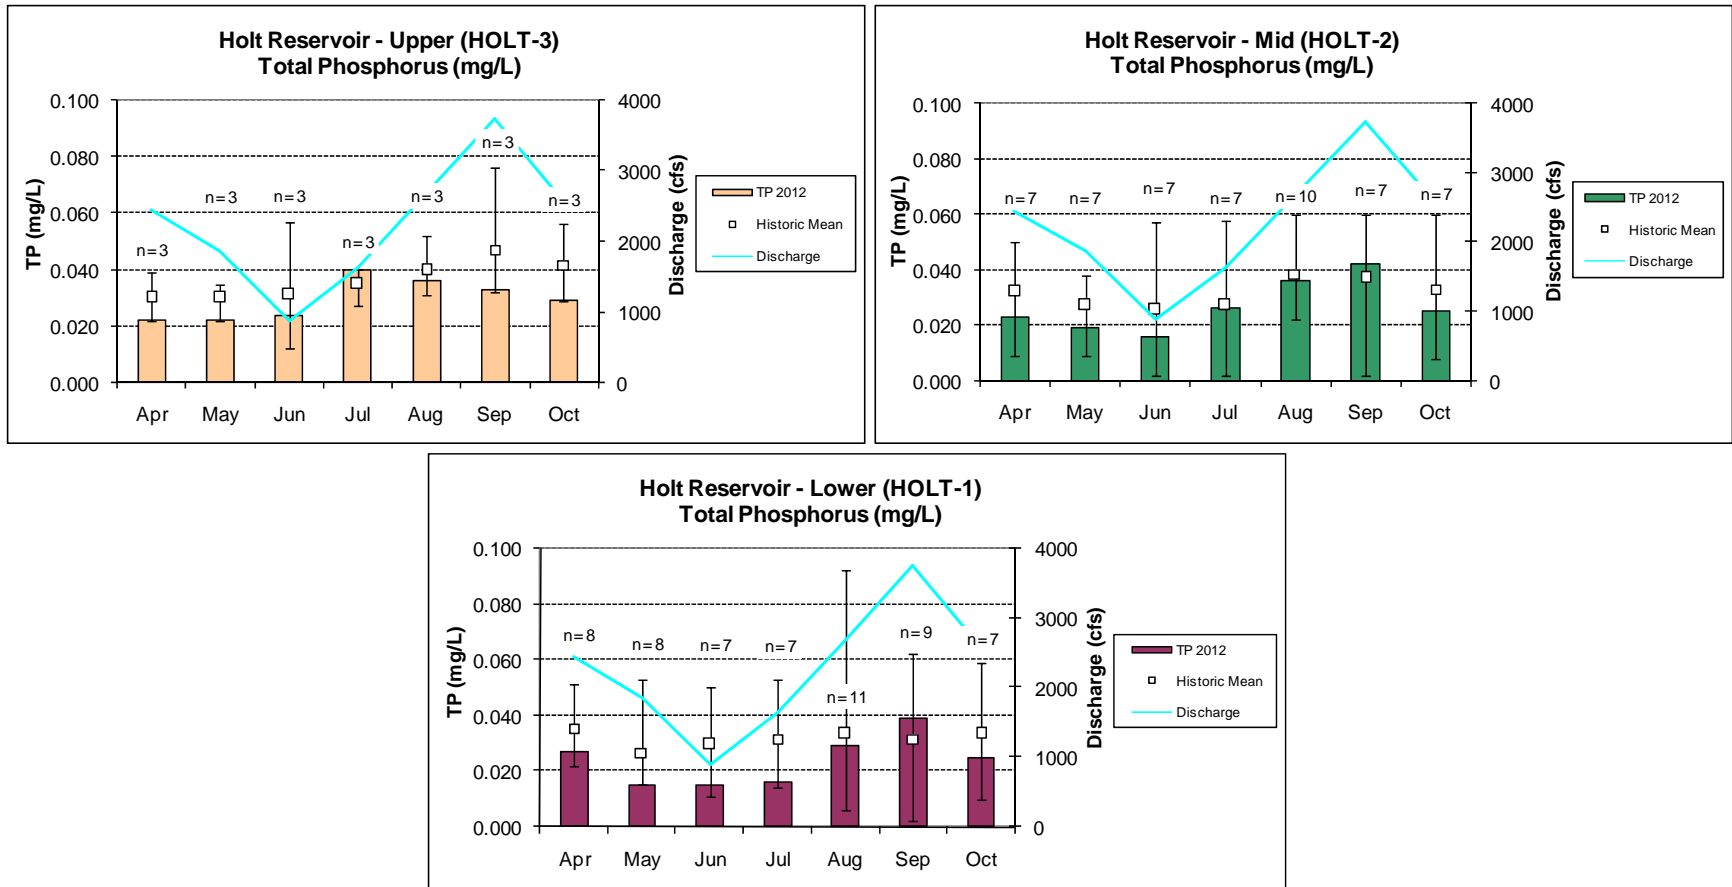 Holt Reservoir - Upper (HOLT-3)
Total Phosphorus (mg/L)
TP (mg/L)
0.100
0.080
0.060
0.040
0.020
0.000
n=3
n=3
n=3
n=3
n=3
n=3
n=3
Apr May Jun Jul Aug Sep Oct
4000
3000
2000
1000
0
Discharge (cfs)
TP 2012
Historic Mean
Discharge
Holt Reservoir - Mid (HOLT-2)
Total Phosphorus (mg/L)
TP (mg/L)
0.100
0.080
0.060
0.040
0.020
0.000
n=7
n=7
n=7
n=7
n=10
n=7
n=7
Apr May Jun Jul Aug Sep Oct
4000
3000
2000
1000
0
Discharge (cfs)
TP 2012
Historic Mean
Discharge
Holt Reservoir - Lower (HOLT-1)
Total Phosphorus (mg/L)
TP (mg/L)
0.100
0.080
0.060
0.040
0.020
0.000
n=8
n=8
n=7
n=7
n=11
n=9
n=7
Apr May Jun Jul Aug Sep Oct
4000
3000
2000
1000
0
Discharge (cfs)
TP 2012
Historic Mean
Discharge